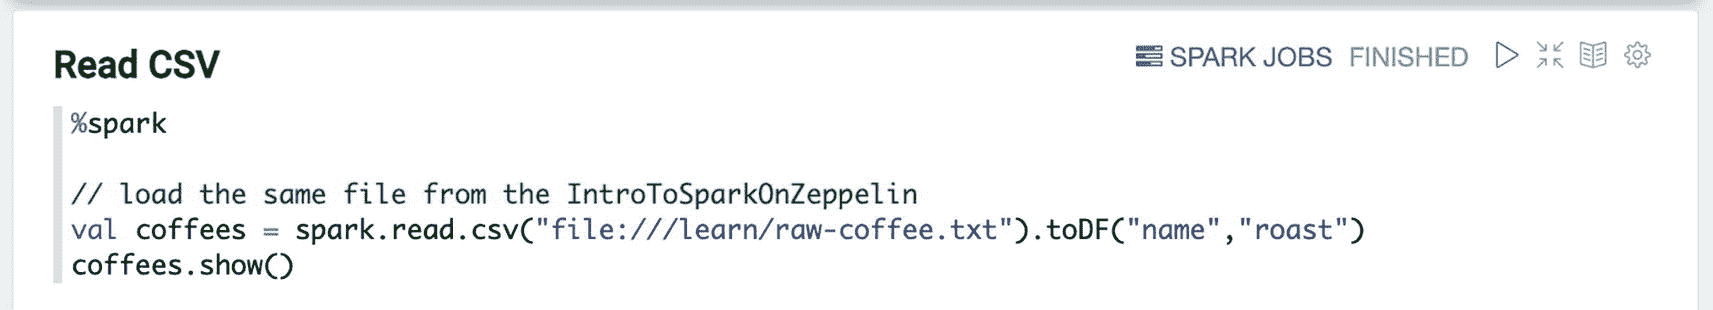 Read CSV
SPARK JOBS FINISHED
%spark
// load the same file from the IntroToSparkOnZeppelin
val coffees = spark.read.csv("file:///learn/raw-coffee.txt").toDF("name","roast")
coffees.show()